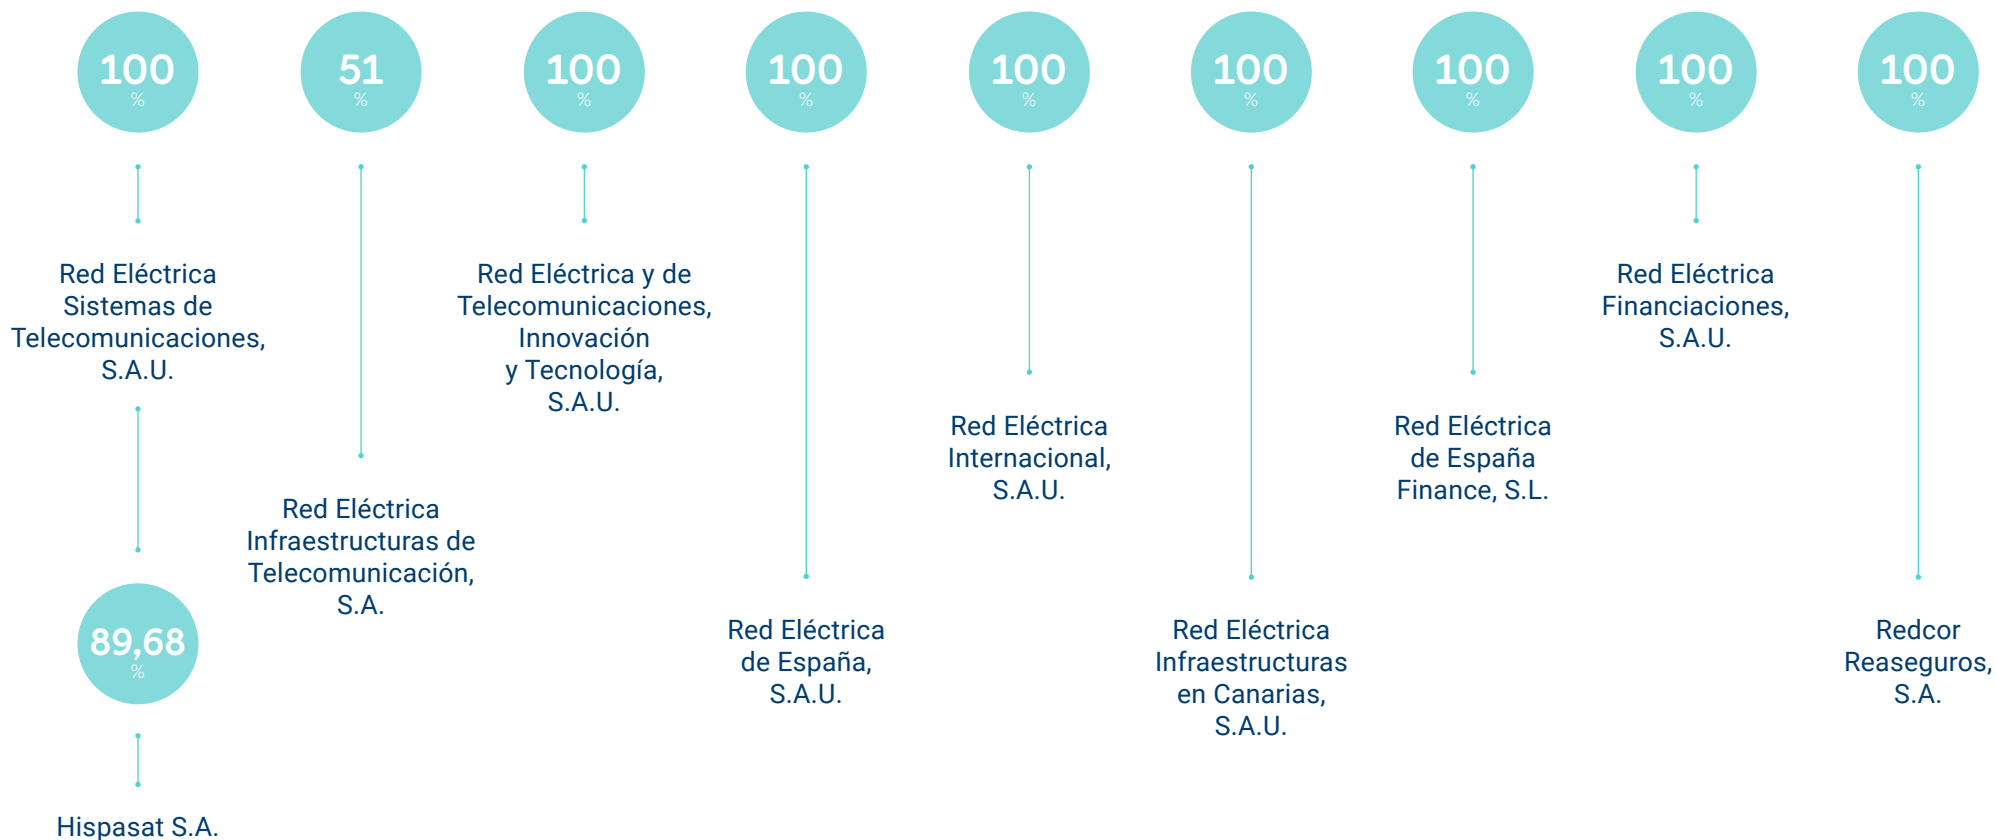 100
%
Red Eléctrica
Sistemas de
Telecomunicaciones,
S.A.U.
89,68
%
Hispasat S.A.
51
%
Red Eléctrica
Infraestructuras de
Telecomunicación,
S.A.
100
%
Red Eléctrica y de
Telecomunicaciones,
Innovación
y Tecnología,
S.A.U.
100
%
Red Eléctrica
de España,
S.A.U.
100
%
Red Eléctrica
Internacional,
S.A.U.
100
%
Red Eléctrica
Infraestructuras
en Canarias,
S.A.U.
100
%
Red Eléctrica
de España
Finance, S.L.
100
%
Red Eléctrica
Financiaciones,
S.A.U.
100
%
Redcor
Reaseguros,
S.A.